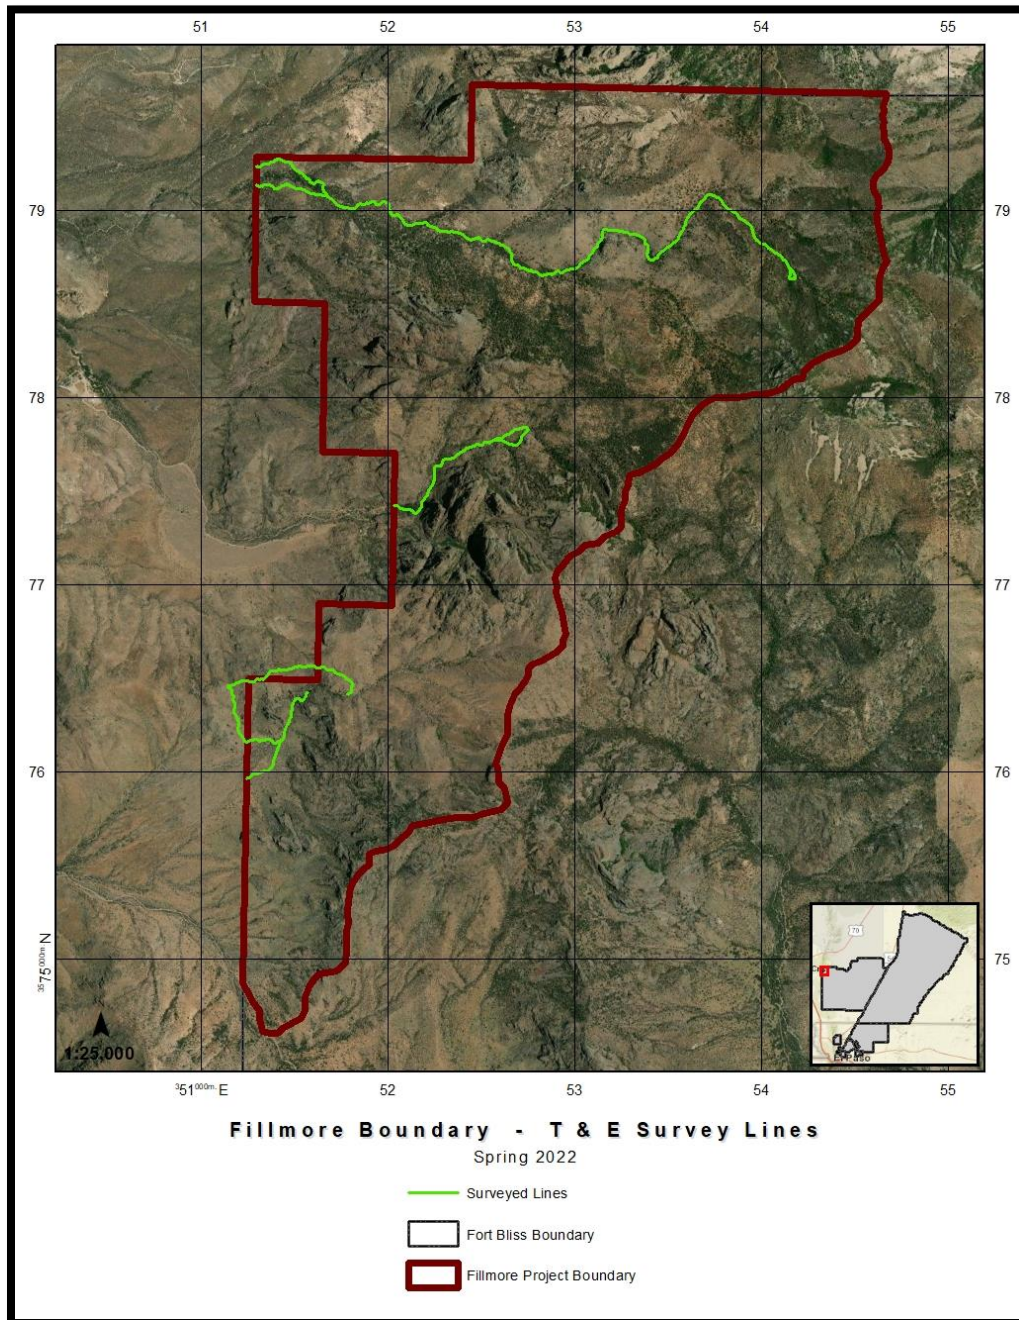 51 52 53 54 55
79 79
78 78
77 77
76 76
3575000m. N 75
70
El Paso
1:25,000
351000m. E 52 53 54 55
Fillmore Boundary - T & E Survey Lines
Spring 2022
Surveyed Lines
Fort Bliss Boundary
Fillmore Project Boundary